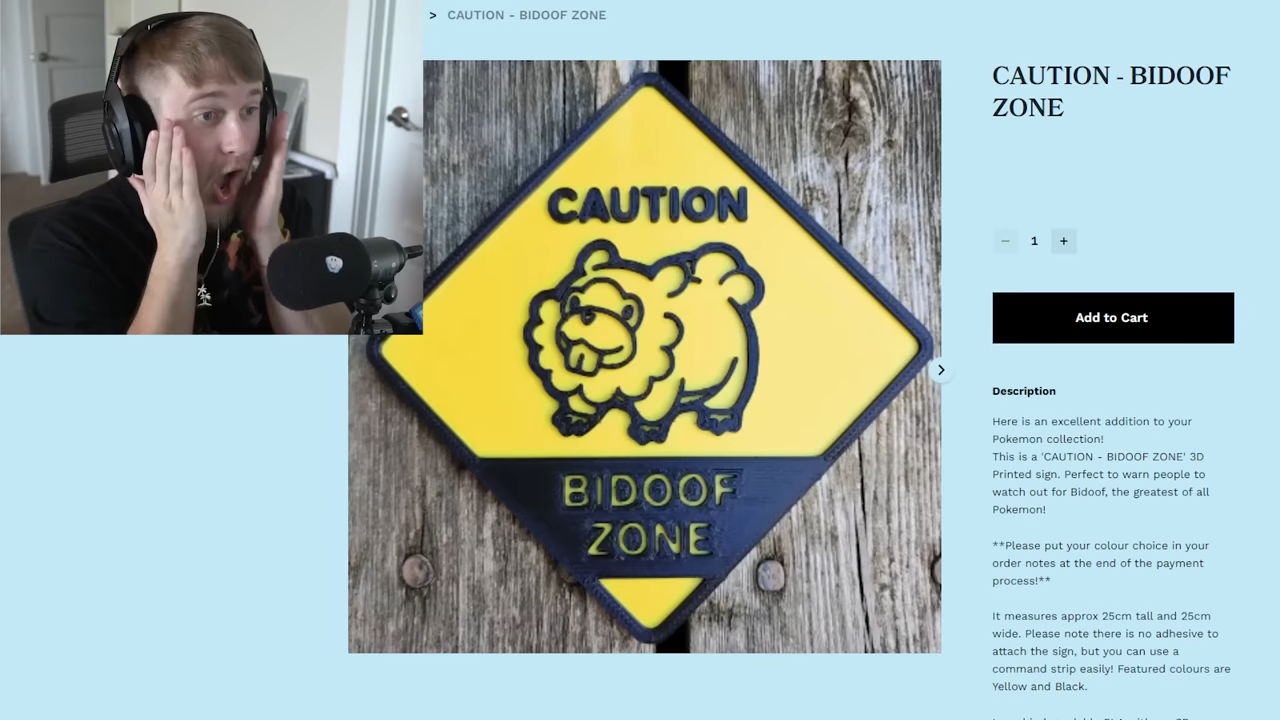 > CAUTION - BIDOOF ZONE
CAUTION
BIDOOF
ZONE
CAUTION - BIDOOF
ZONE
− 1 +
Add to Cart
Description
Here is an excellent addition to your
Pokemon collection!
This is a 'CAUTION - BIDOOF ZONE' 3D
Printed sign. Perfect to warn people to
watch out for Bidoof, the greatest of all
Pokemon!
**Please put your colour choice in your
order notes at the end of the payment
process!**
It measures approx 25cm tall and 25cm
wide. Please note there is no adhesive to
attach the sign, but you can use a
command strip easily! Featured colours are
Yellow and Black.